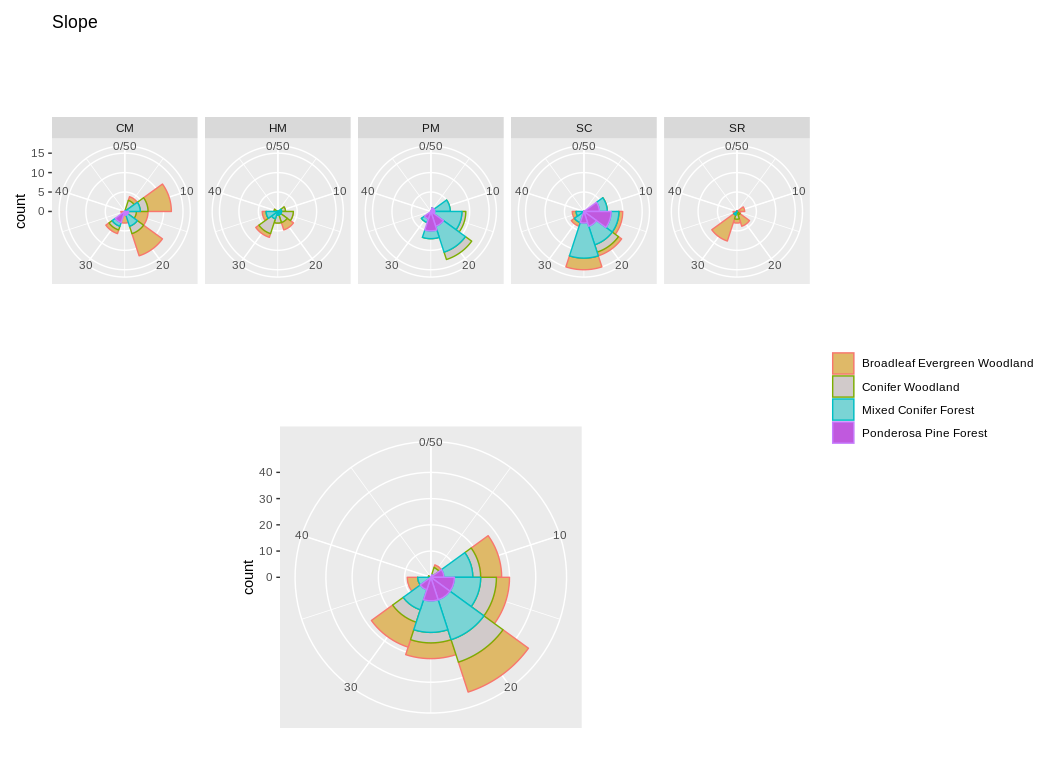 Slope
CM HM PM SC SR
0/50 0/50 0/50 0/50 0/50
15
10
5
0
count
40 10 40 10 40 10 40 10 40 10
30 20 30 20 30 20 30 20 30 20
Broadleaf Evergreen Woodland
Conifer Woodland
Mixed Conifer Forest
Ponderosa Pine Forest
0/50
40
30
20
10
0
count
40 10
30 20